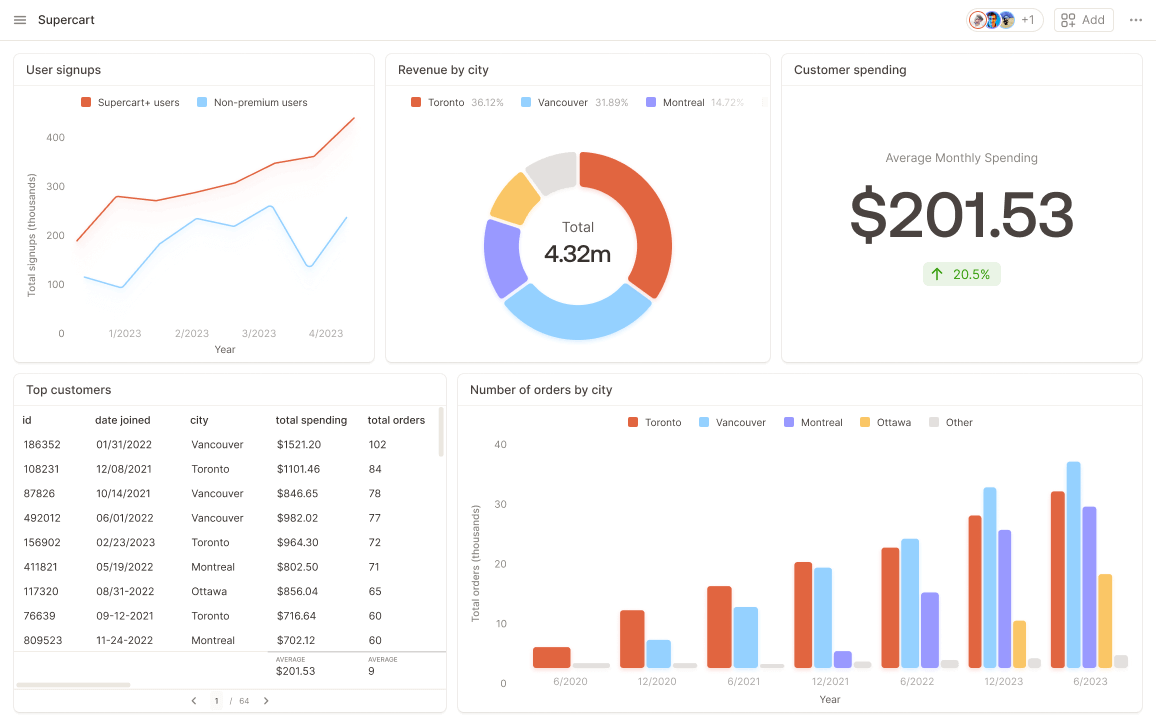 Supercart
+1
Add
User signups
Supercart+ users
Non-premium users
Total signups (thousands)
400
300
200
100
0
1/2023
2/2023
3/2023
4/2023
Year
Revenue by city
Toronto 36.12%
Vancouver 31.89%
Montreal 14.72%
Total
4.32m
Customer spending
Average Monthly Spending
$201.53
20.5%
Top customers
id date joined city total spending total orders
186352 01/31/2022 Vancouver $1521.20 102
108231 12/08/2021 Toronto $1101.46 84
87826 10/14/2021 Vancouver $846.65 78
492012 06/01/2022 Vancouver $982.02 77
156902 02/23/2023 Toronto $964.30 72
411821 05/19/2022 Montreal $802.50 71
117320 08/31-2022 Ottawa $856.04 65
76639 09-12-2021 Toronto $716.64 60
809523 11-24-2022 Montreal $702.12 60
AVERAGE AVERAGE
$201.53 9
1 / 64
Number of orders by city
Toronto
Vancouver
Montreal
Ottawa
Other
Total orders (thousands)
40
30
20
10
0
6/2020
12/2020
6/2021
12/2021
6/2022
12/2023
6/2023
Year